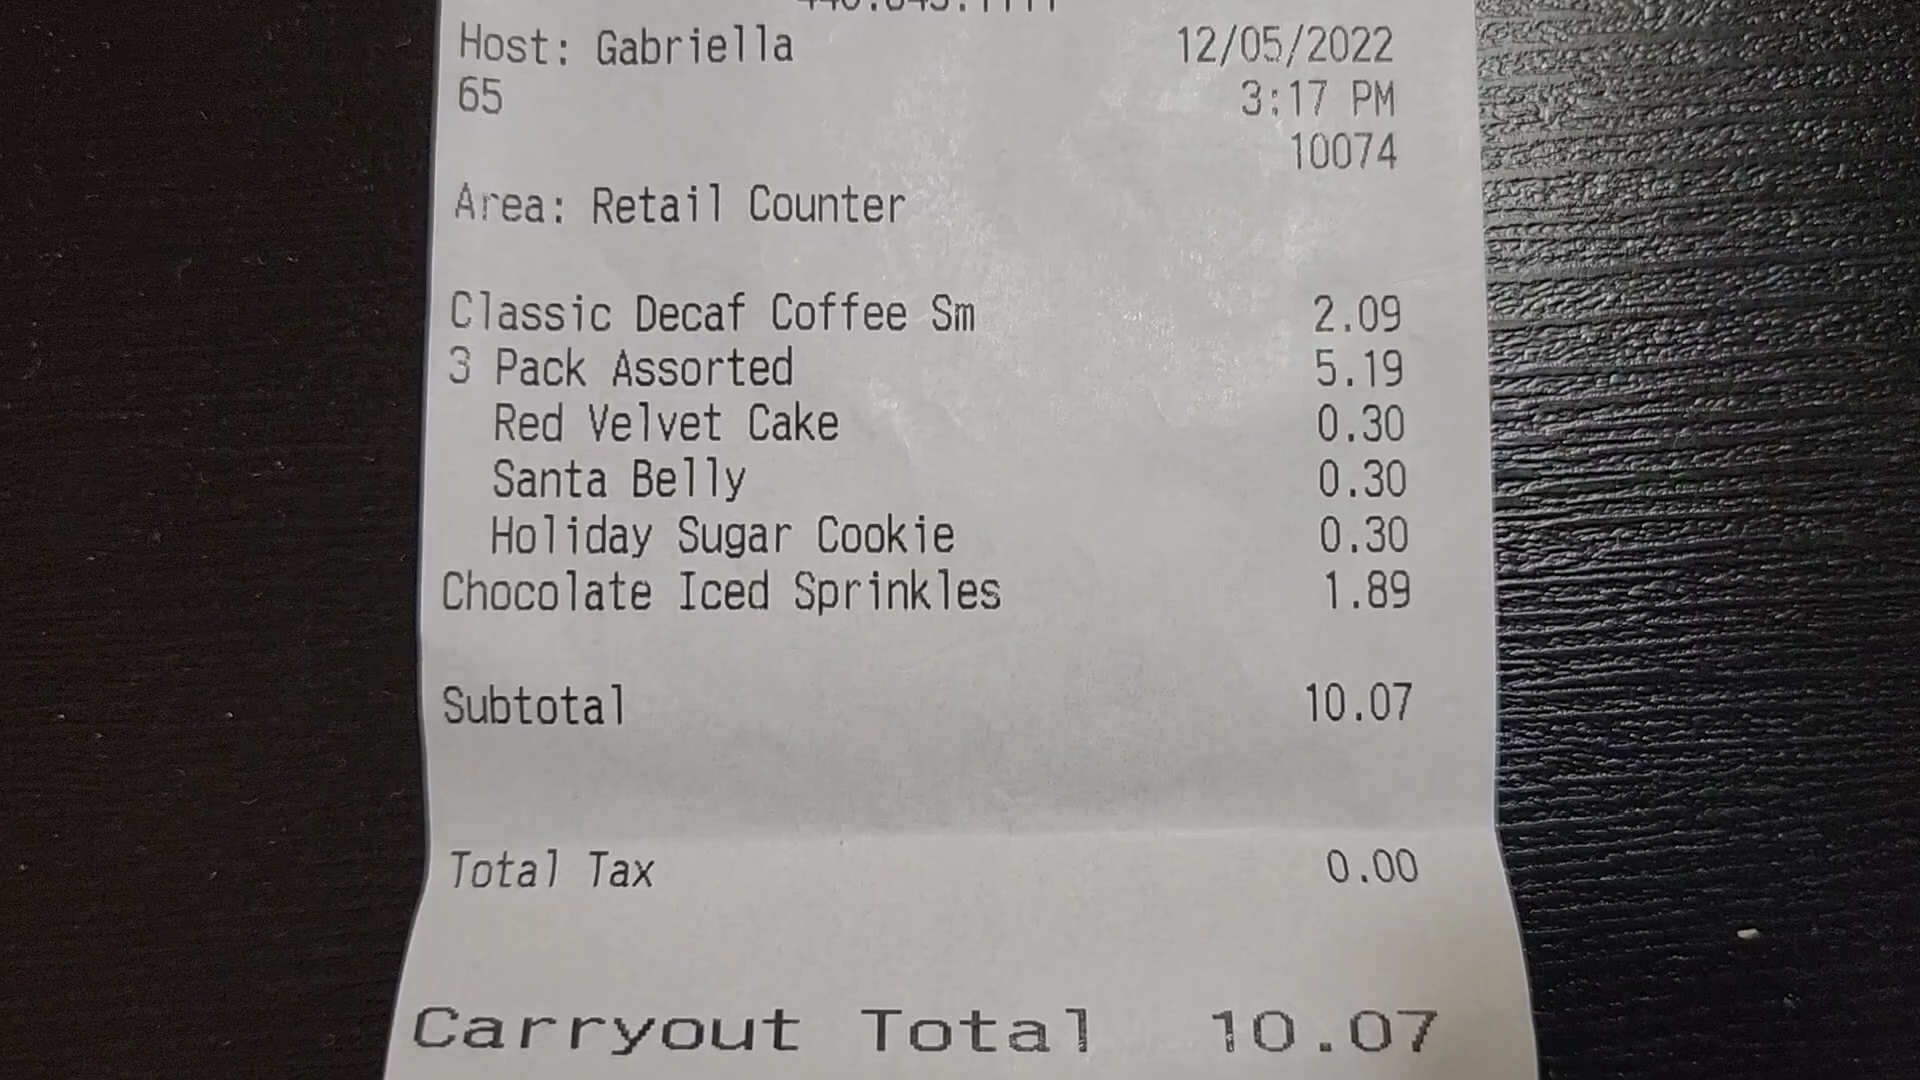 Host: Gabriella 12/05/2022
65 3:17 PM
10074
Area: Retail Counter
Classic Decaf Coffee Sm 2.09
3 Pack Assorted 5.19
Red Velvet Cake 0.30
Santa Belly 0.30
Holiday Sugar Cookie 0.30
Chocolate Iced Sprinkles 1.89
Subtotal 10.07
Total Tax 0.00
Carryout Total 10.07